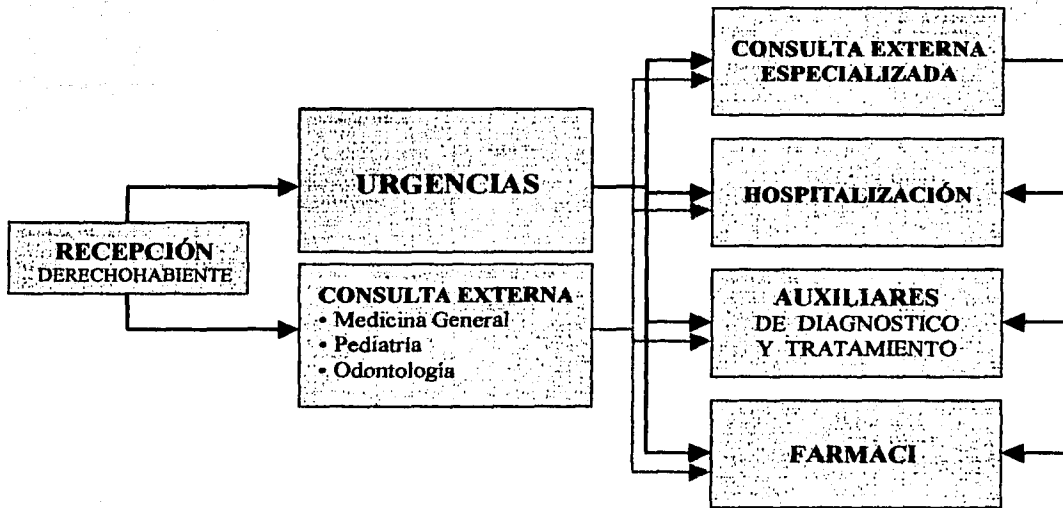 RECEPCIÓN
DERECHOHABIENTE
URGENCIAS
CONSULTA EXTERNA
• Medicina General
• Pediatría
• Odontología
CONSULTA EXTERNA
ESPECIALIZADA
HOSPITALIZACIÓN
AUXILIARES
DE DIAGNOSTICO
Y TRATAMIENTO
FARMACI